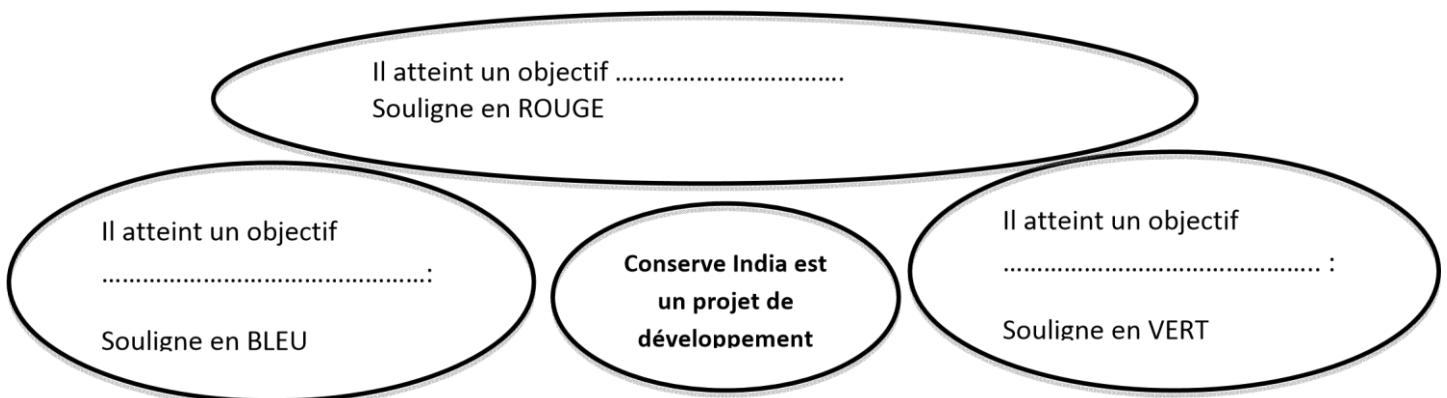 Il atteint un objectif …………………………….
Souligne en ROUGE
Il atteint un objectif
…………………………………………:
Souligne en BLEU
Conserve India est
un projet de
développement
Il atteint un objectif
……………………………………….. :
Souligne en VERT